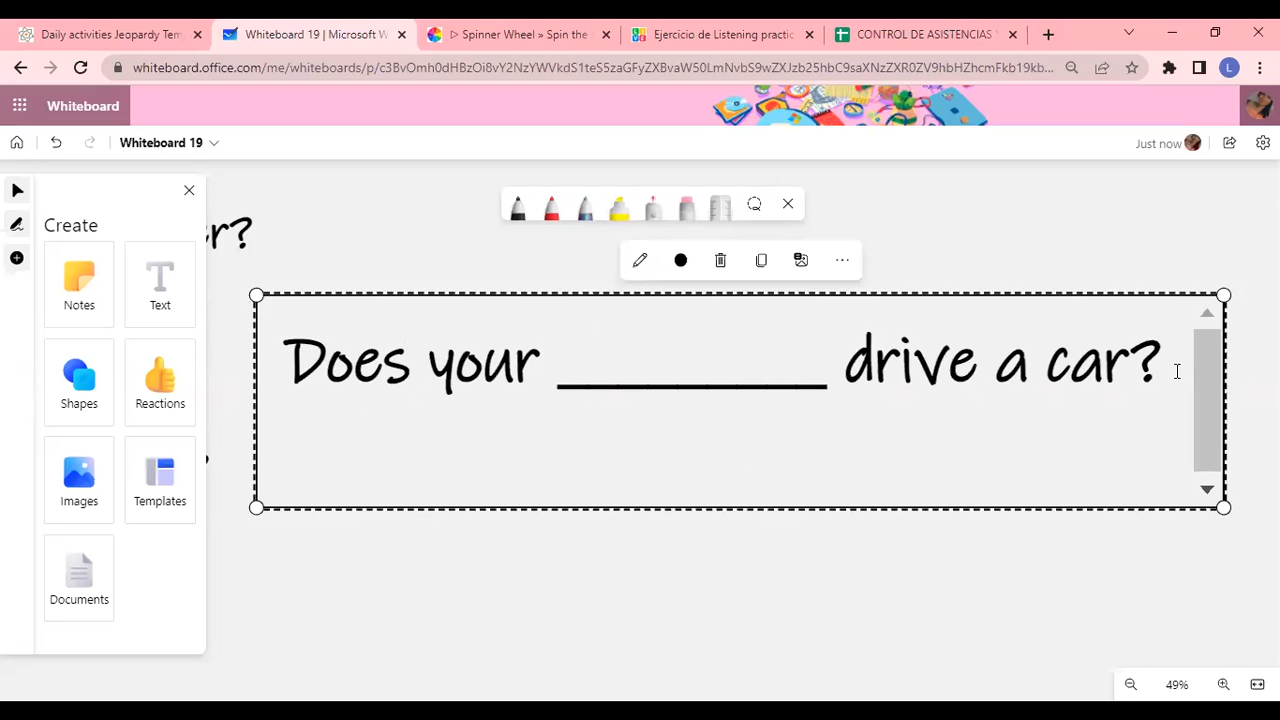 Daily activities Jeopardy Tem
Whiteboard 19 | Microsoft W
▷ Spinner Wheel » Spin the
Ejercicio de Listening practic
CONTROL DE ASISTENCIAS
whiteboard.office.com/me/whiteboards/p/
L
Whiteboard
Whiteboard 19
Just now
Create
er?
Notes
Text
Does your _________ drive a car?
Shapes
Reactions
Images
Templates
Documents
49%